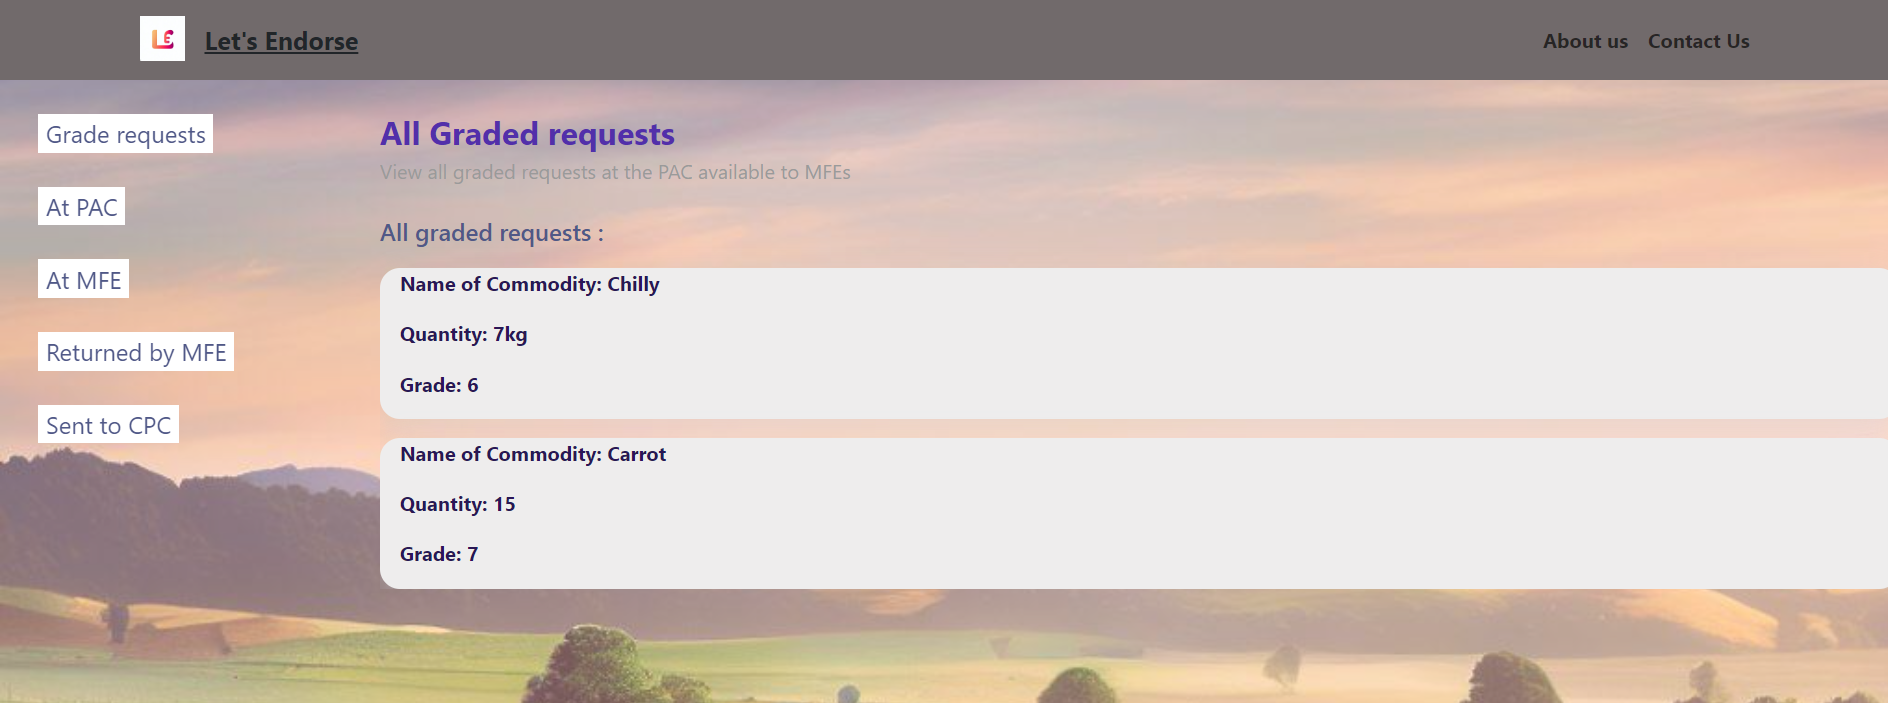 LE
Let's Endorse
About us
Contact Us
Grade requests
At PAC
At MFE
Returned by MFE
Sent to CPC
All Graded requests
View all graded requests at the PAC available to MFEs
All graded requests :
Name of Commodity: Chilly
Quantity: 7kg
Grade: 6
Name of Commodity: Carrot
Quantity: 15
Grade: 7